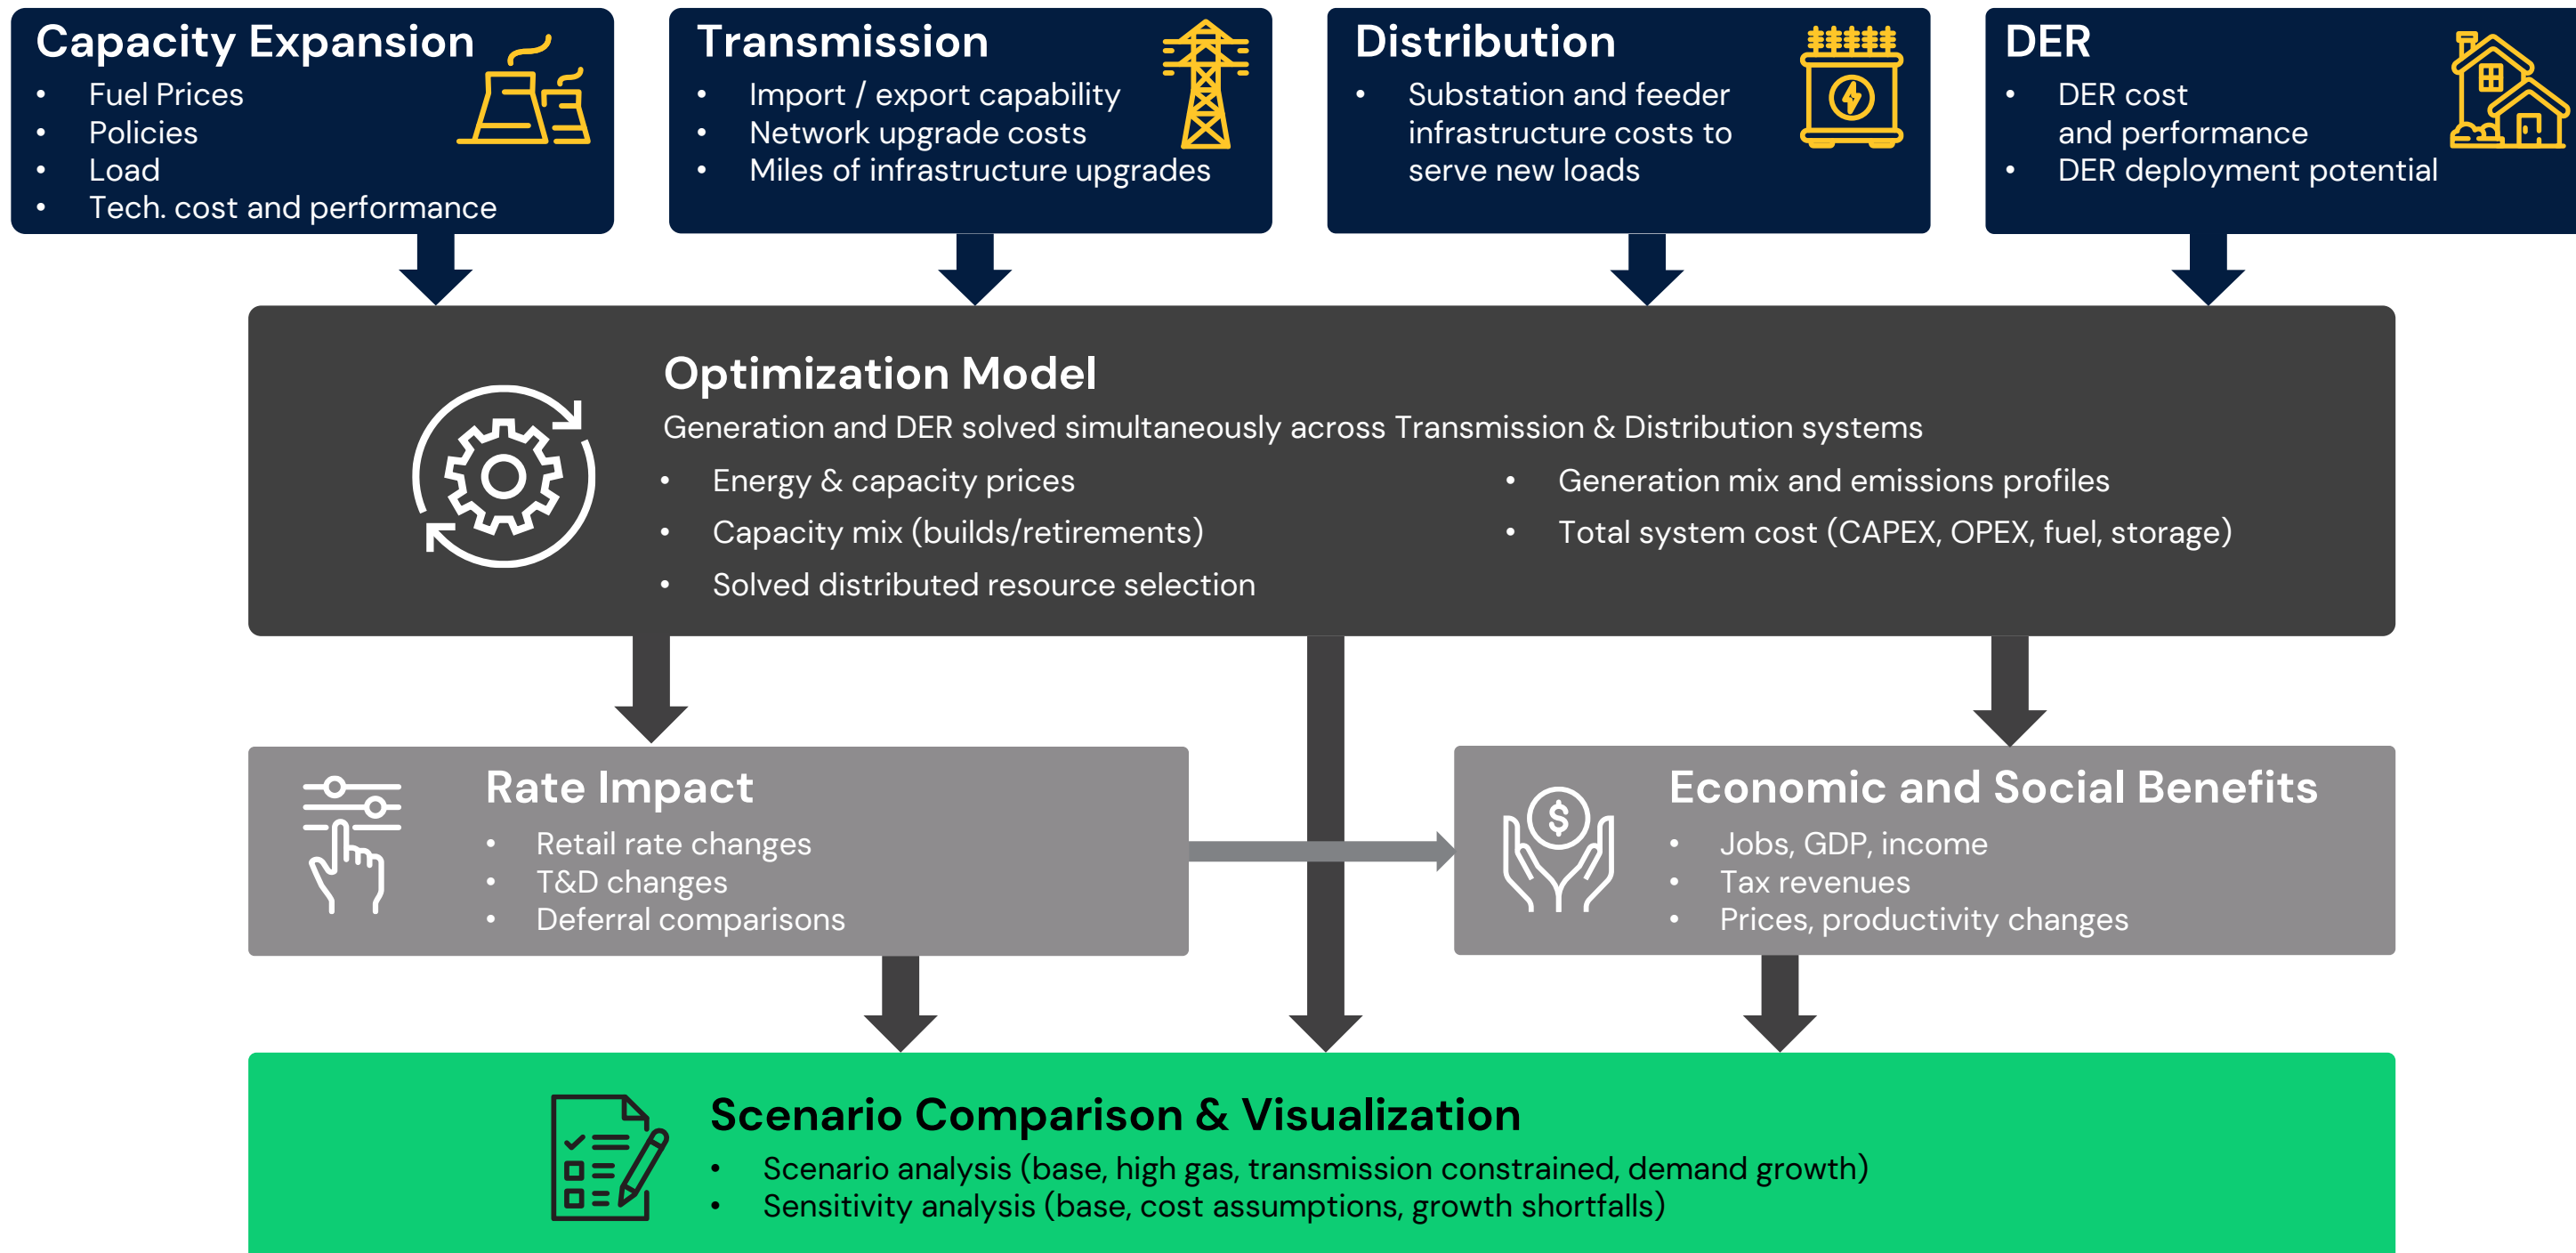 Capacity Expansion
• Fuel Prices
• Policies
• Load
• Tech. cost and performance
Transmission
• Import / export capability
• Network upgrade costs
• Miles of infrastructure upgrades
Distribution
• Substation and feeder
infrastructure costs to
serve new loads
DER
• DER cost
and performance
• DER deployment potential
Optimization Model
Generation and DER solved simultaneously across Transmission & Distribution systems
• Energy & capacity prices
• Capacity mix (builds/retirements)
• Solved distributed resource selection
• Generation mix and emissions profiles
• Total system cost (CAPEX, OPEX, fuel, storage)
Rate Impact
• Retail rate changes
• T&D changes
• Deferral comparisons
$
Economic and Social Benefits
• Jobs, GDP, income
• Tax revenues
• Prices, productivity changes
Scenario Comparison & Visualization
• Scenario analysis (base, high gas, transmission constrained, demand growth)
• Sensitivity analysis (base, cost assumptions, growth shortfalls)